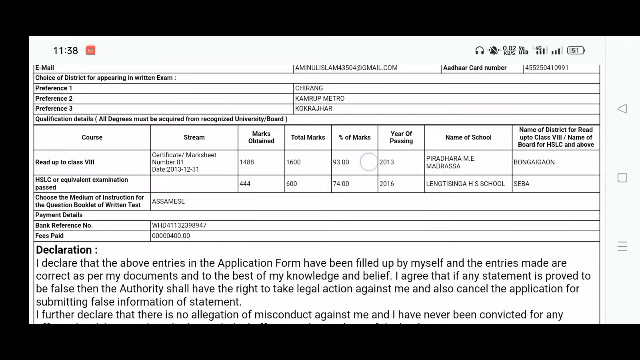 11:38
0.02 KB/s
51
E-Mail AMINULISLAM43504@GMAIL.COM Aadhaar Card number 455250410991
Choice of District for appearing in written Exam :
Preference 1 CHIRANG
Preference 2 KAMRUP METRO
Preference 3 KOKRAJHAR
Qualification details ( All Degrees must be acquired from recognized University/Board )
Course Stream Marks Obtained Total Marks % of Marks Year Of Passing Name of School Name of District for Read upto Class VIII / Name of Board for HSLC and above
Read up to class VIII Certificate/ Marksheet Number:01 Date:2013-12-31 1488 1600 93.00 2013 PIRADHARA M.E. MADRASSA BONGAIGAON
HSLC or equivalent examination passed 444 600 74.00 2016 LENGTISINGA H S SCHOOL SEBA
Choose the Medium of Instruction for the Question Booklet of Written Test ASSAMESE
Payment Details
Bank Reference No. WHD41132398947
Fees Paid 00000400.00
Declaration :
I declare that the above entries in the Application Form have been filled up by myself and the entries made are
correct as per my documents and to the best of my knowledge and belief. I agree that if any statement is proved to
be false then the Authority shall have the right to take legal action against me and also cancel the application for
submitting false information of statement.
I further declare that there is no allegation of misconduct against me and I have never been convicted for any